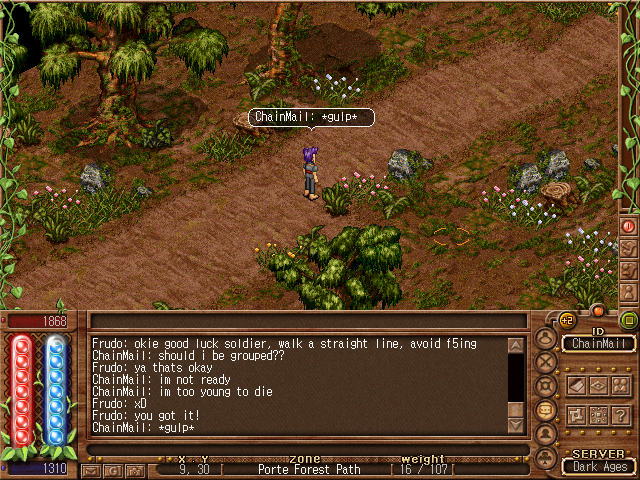 ChainMail: *gulp*
1868
+2
ID
ChainMail
Frudo: okie good luck soldier, walk a straight line, avoid f5ing
ChainMail: should i be grouped??
Frudo: ya thats okay
ChainMail: im not ready
ChainMail: im too young to die
Frudo: xD
Frudo: you got it!
ChainMail: *gulp*
?
x y zone weight
1310
G
9, 30 [ Porte Forest Path [ 16 / 107 [
SERVER
Dark Ages